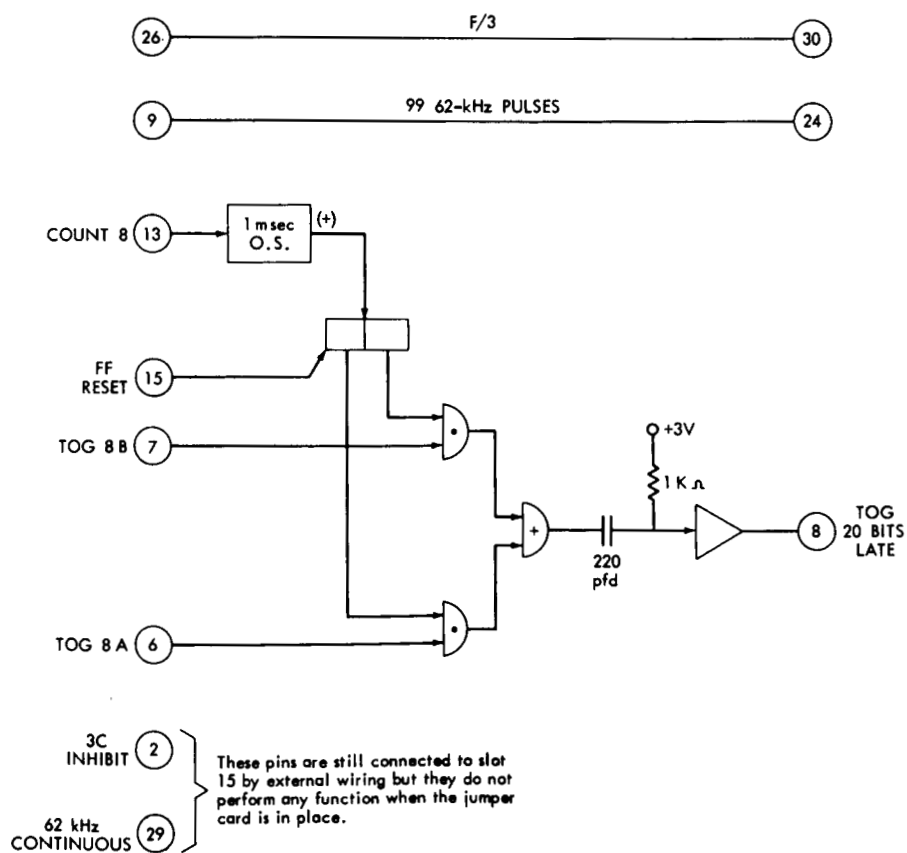 F/3
26
30
99 62-kHz PULSES
9
24
COUNT 8
13
1 msec
O.S.
(+)
FF
RESET
15
TOG 8B
7
•
+3V
1 K Ω
+
220
pfd
8
TOG
20 BITS
LATE
TOG 8A
6
•
3C
INHIBIT
2
62 kHz
CONTINUOUS
29
These pins are still connected to slot
15 by external wiring but they do not
perform any function when the jumper
card is in place.